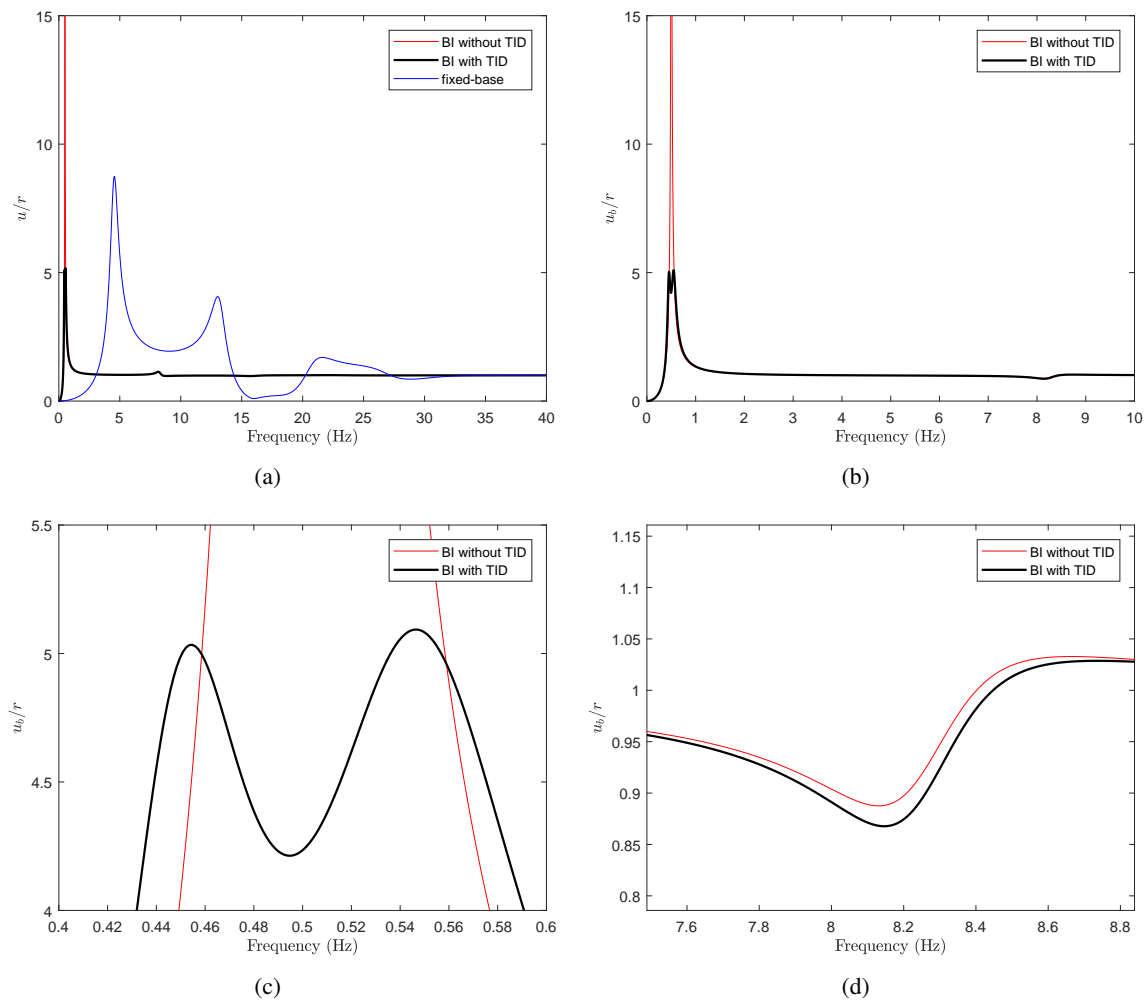 15
10
5
0
u/r
0 5 10 15 20 25 30 35 40
Frequency (Hz)
BI without TID
BI with TID
fixed-base
(a)
15
10
5
0
u_b/r
0 1 2 3 4 5 6 7 8 9 10
Frequency (Hz)
BI without TID
BI with TID
(b)
5.5
5
4.5
4
u_b/r
0.4 0.42 0.44 0.46 0.48 0.5 0.52 0.54 0.56 0.58 0.6
Frequency (Hz)
BI without TID
BI with TID
(c)
1.15
1.1
1.05
1
0.95
0.9
0.85
0.8
u_b/r
7.6 7.8 8 8.2 8.4 8.6 8.8
Frequency (Hz)
BI without TID
BI with TID
(d)